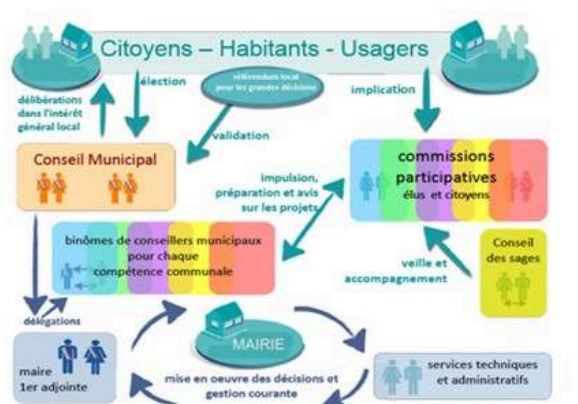 Citoyens – Habitants - Usagers
délibérations
dans l'intérêt
général local
élection
référendum local
pour les grandes décisions
implication
validation
Conseil Municipal
commissions
participatives
élus et citoyens
impulsion,
préparation et avis
sur les projets
binômes de conseillers municipaux
pour chaque
compétence communale
veille et
accompagnement
Conseil
des sages
délégations
MAIRIE
maire
1er adjointe
mise en oeuvre des décisions et
gestion courante
services techniques
et administratifs